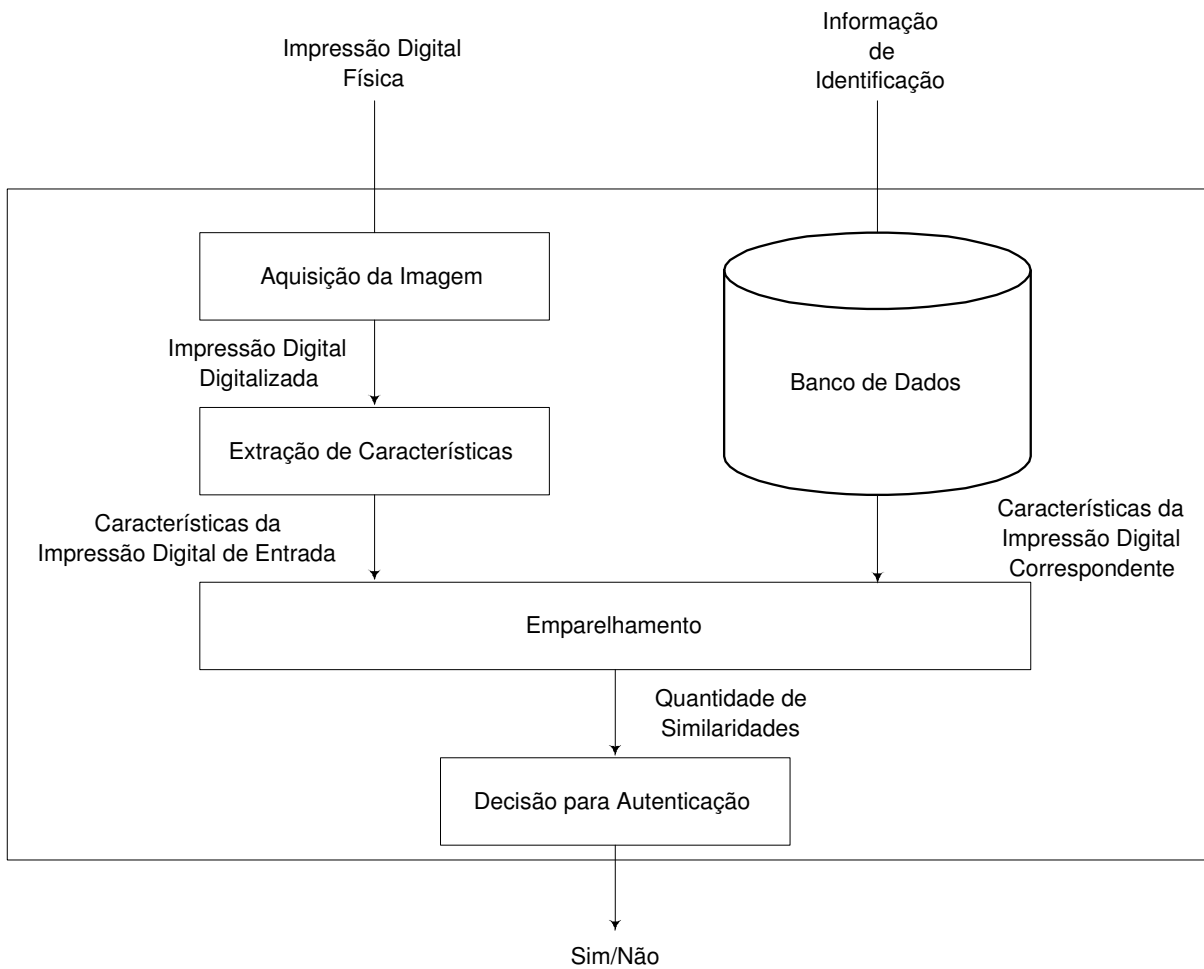 Impressão Digital
Física
Informação
de
Identificação
Aquisição da Imagem
Impressão Digital
Digitalizada
Banco de Dados
Extração de Características
Características da
Impressão Digital de Entrada
Características da
Impressão Digital
Correspondente
Emparelhamento
Quantidade de
Similaridades
Decisão para Autenticação
Sim/Não